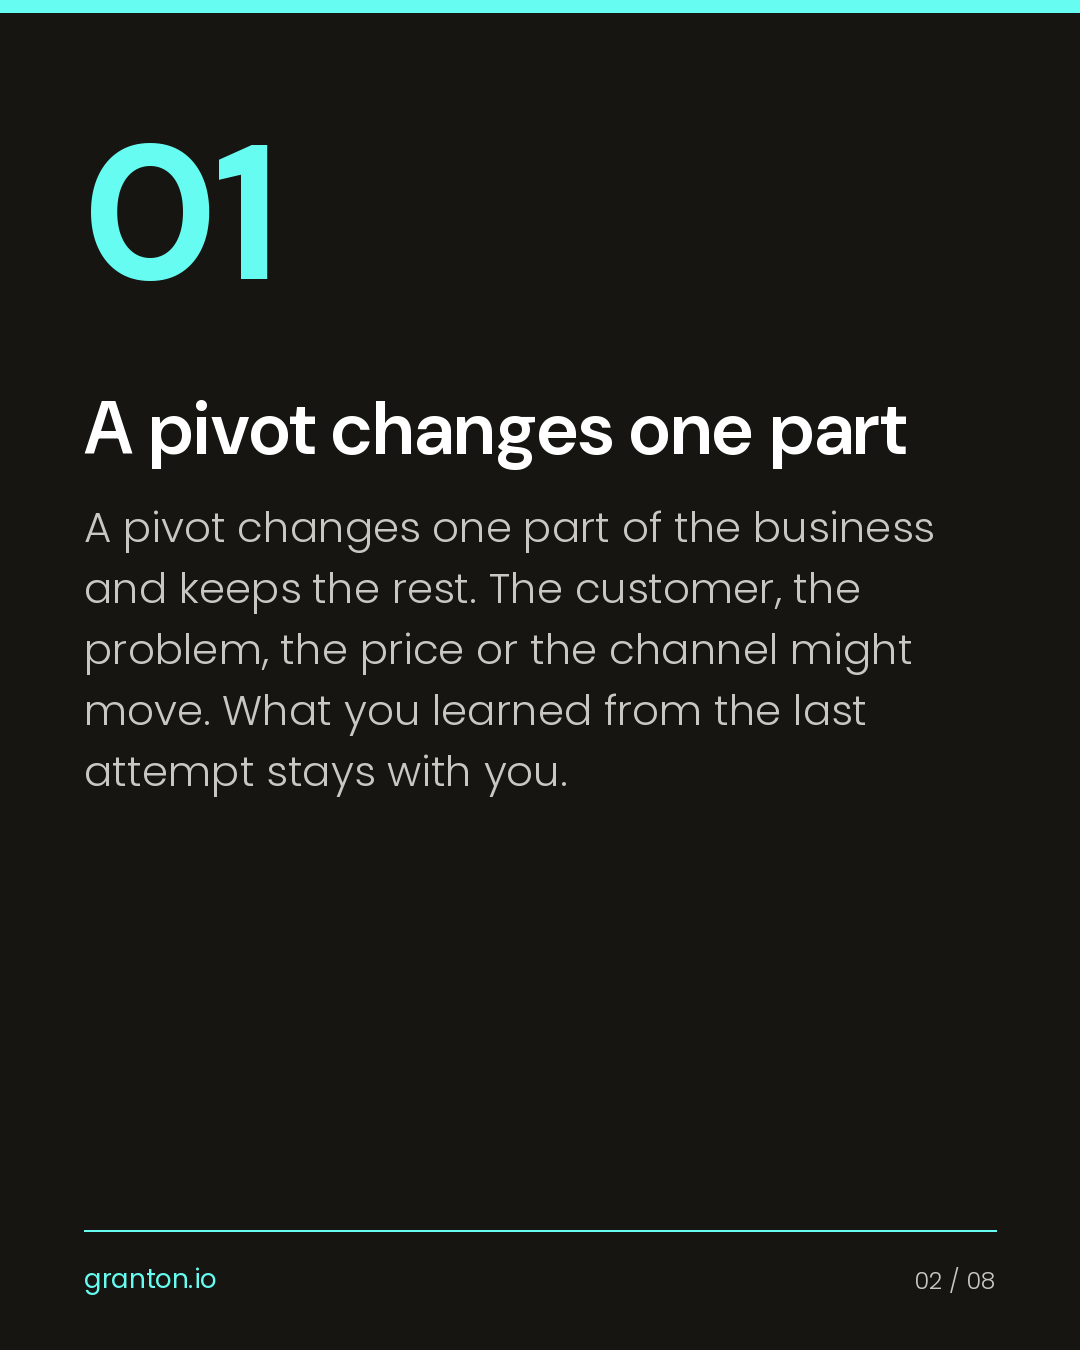 01
A pivot changes one part
A pivot changes one part of the business
and keeps the rest. The customer, the
problem, the price or the channel might
move. What you learned from the last
attempt stays with you.
granton.io
02 / 08